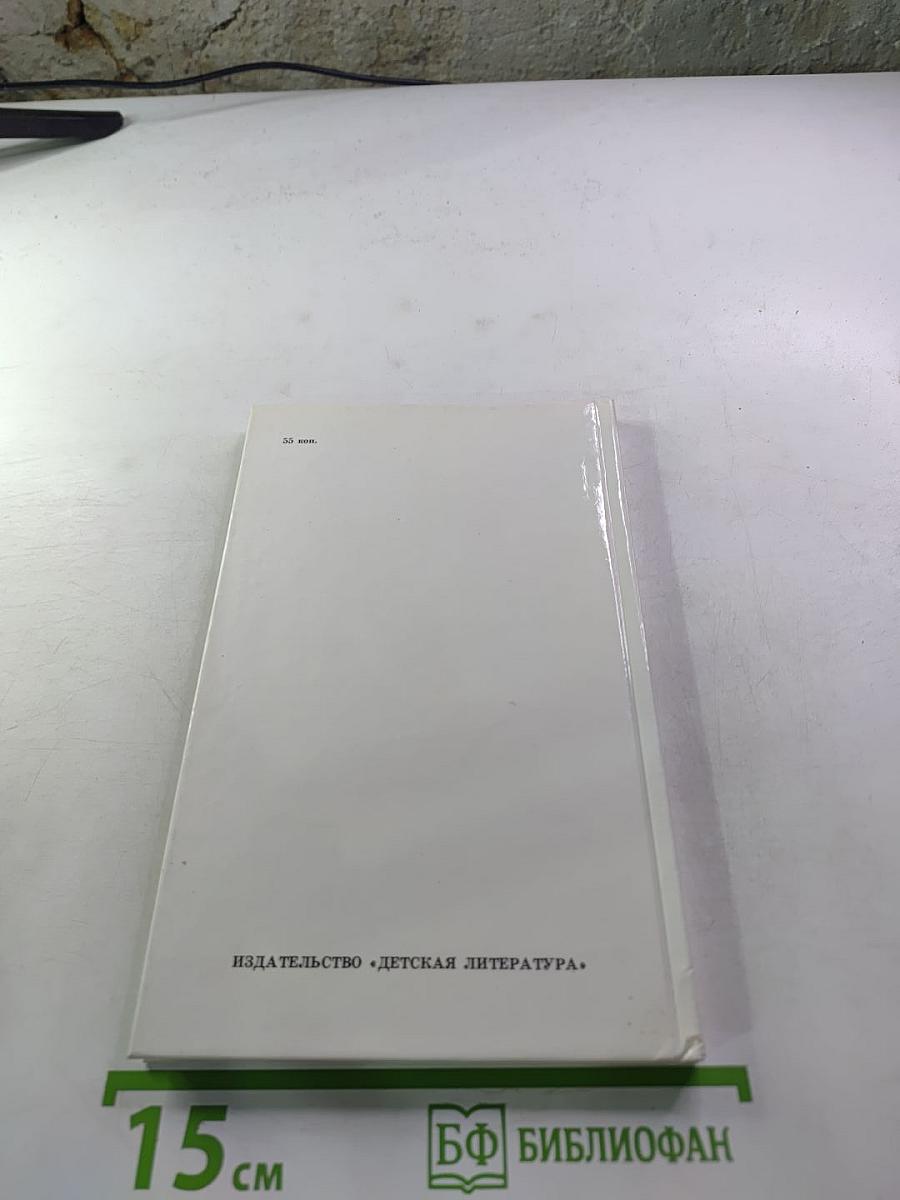 55 коп.
ИЗДАТЕЛЬСТВО «ДЕТСКАЯ ЛИТЕРАТУРА»
15 см
БФ БИБЛИОФАН